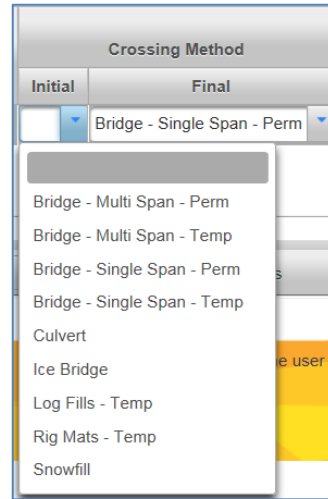 Crossing Method
Initial Final
Bridge - Single Span - Perm
Bridge - Multi Span - Perm
Bridge - Multi Span - Temp
Bridge - Single Span - Perm
s
Bridge - Single Span - Temp
Culvert
e user
Ice Bridge
Log Fills - Temp
Rig Mats - Temp
Snowfill